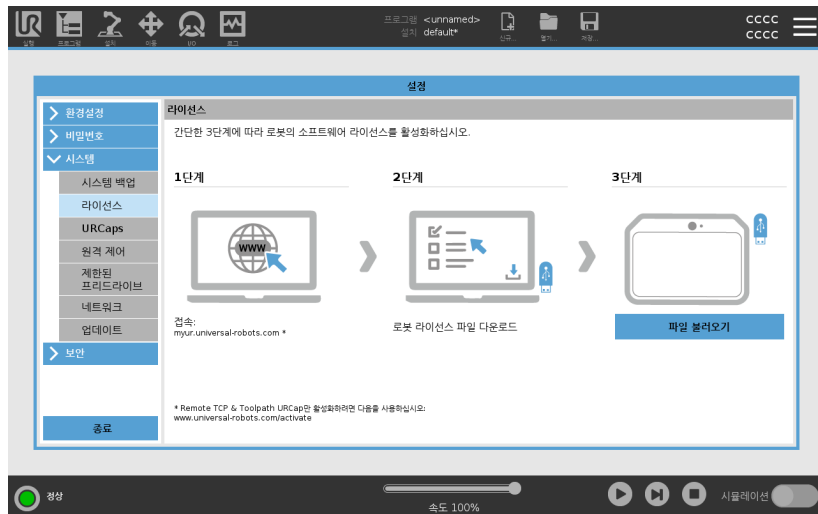 프로그램 <unnamed>
설치 default*
신규... 열기... 저장...
cccc
cccc
실행 프로그램 설치 이동 I/O 로그
설정
환경설정
비밀번호
시스템
시스템 백업
라이선스
URCaps
원격 제어
제한된
프리드라이브
네트워크
업데이트
보안
종료
라이선스
간단한 3단계에 따라 로봇의 소프트웨어 라이선스를 활성화하십시오.
1단계
www
접속:
myur.universal-robots.com *
2단계
로봇 라이선스 파일 다운로드
3단계
파일 불러오기
* Remote TCP & Toolpath URCap만 활성화하려면 다음을 사용하십시오:
www.universal-robots.com/activate
정상
속도 100%
시뮬레이션